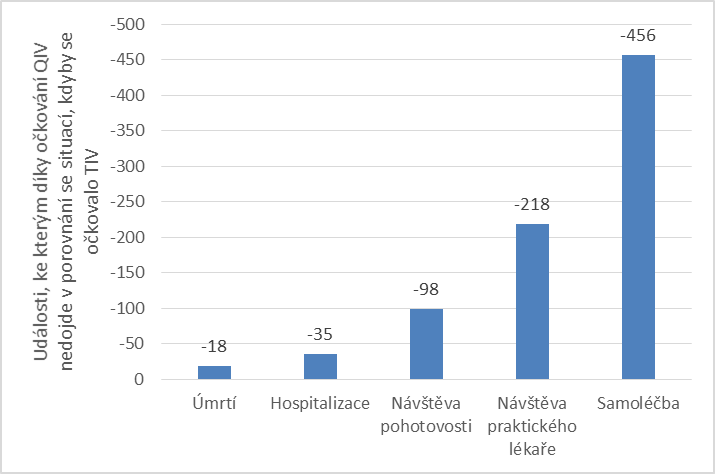 Události, ke kterým díky očkování QIV
nedojde v porovnání se situací, kdyby se
očkovalo TIV
-500
-450
-400
-350
-300
-250
-200
-150
-100
-50
0
-18
-35
-98
-218
-456
Úmrtí
Hospitalizace
Návštěva
pohotovosti
Návštěva
praktického
lékaře
Samoléčba